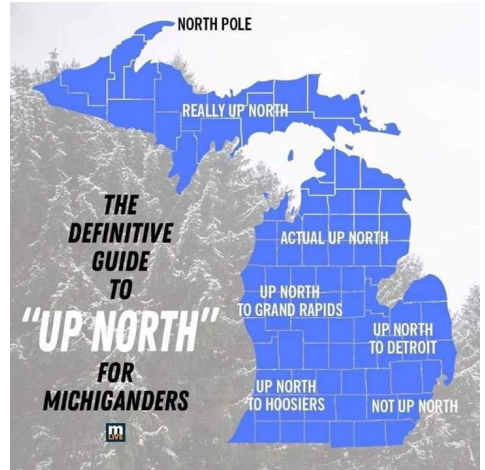 NORTH POLE
REALLY UP NORTH
THE
DEFINITIVE
GUIDE
TO
"UP NORTH"
FOR
MICHIGANDERS
m
LIVE
ACTUAL UP NORTH
UP NORTH
TO GRAND RAPIDS
UP NORTH
TO DETROIT
UP NORTH
TO HOOSIERS
NOT UP NORTH